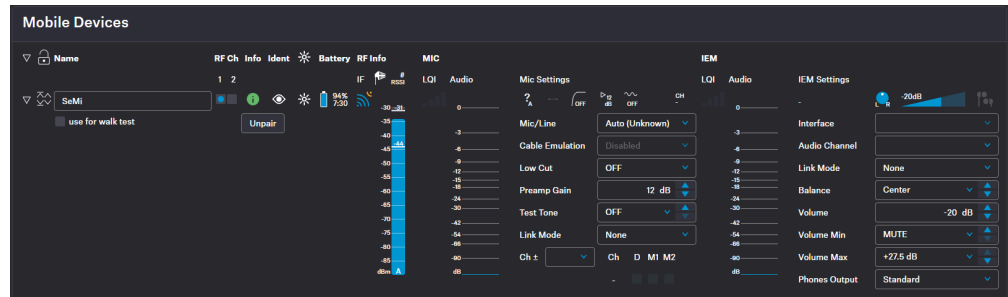 Mobile Devices
Name RF Ch Info Ident Battery RF Info MIC IEM
1 2 IF # RSSI LQI Audio Mic Settings LQI Audio IEM Settings
SeMi i 94% 7:30 ?A -- OFF 12 dB OFF CH - - L R -20dB
use for walk test Unpair
-30 -31-
-35
-40
-44
-45
-50
-55
-60
-65
-70
-75
-80
-85
dBm A
0
-3
-6
-9
-12
-15
-18
-24
-30
-42
-54
-66
-90
dB
Mic/Line Auto (Unknown)
Cable Emulation Disabled
Low Cut OFF
Preamp Gain 12 dB
Test Tone OFF
Link Mode None
Ch ± Ch D M1 M2
-
0
-3
-6
-9
-12
-15
-18
-24
-30
-42
-54
-66
-90
dB
Interface
Audio Channel
Link Mode None
Balance Center
Volume -20 dB
Volume Min MUTE
Volume Max +27.5 dB
Phones Output Standard